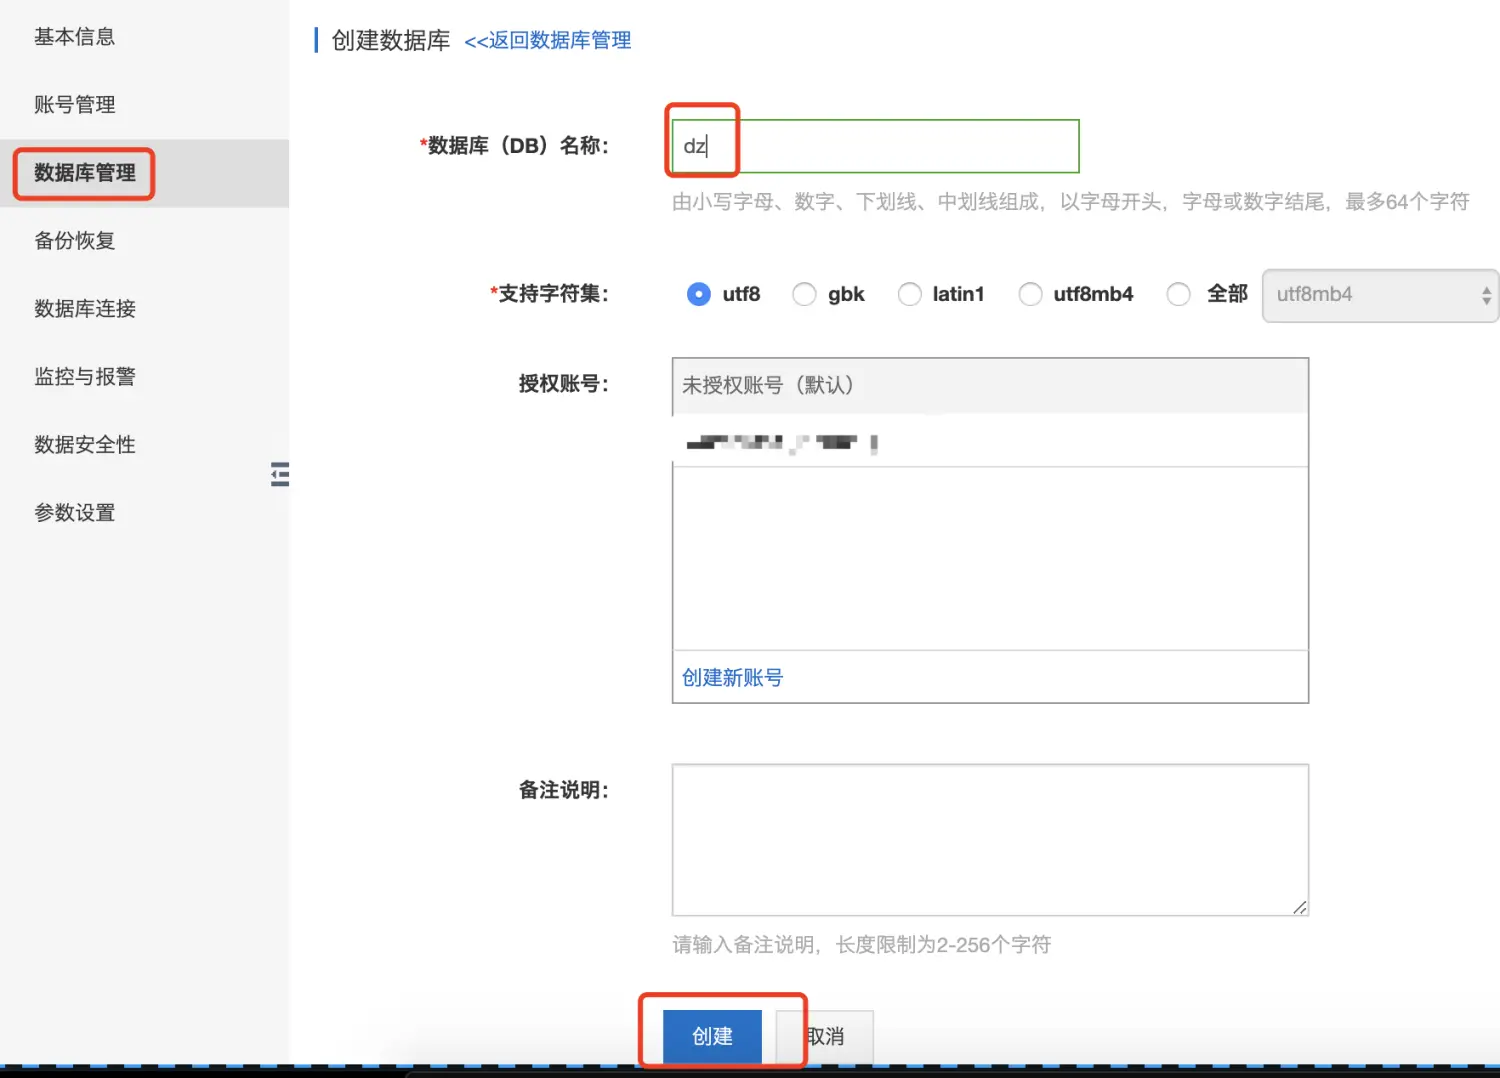 基本信息
账号管理
数据库管理
备份恢复
数据库连接
监控与报警
数据安全性
参数设置
创建数据库 <<返回数据库管理
*数据库（DB）名称： dz
由小写字母、数字、下划线、中划线组成，以字母开头，字母或数字结尾，最多64个字符
*支持字符集： utf8 gbk latin1 utf8mb4 全部 utf8mb4
授权账号： 未授权账号（默认）
创建新账号
备注说明：
请输入备注说明，长度限制为2-256个字符
创建 取消